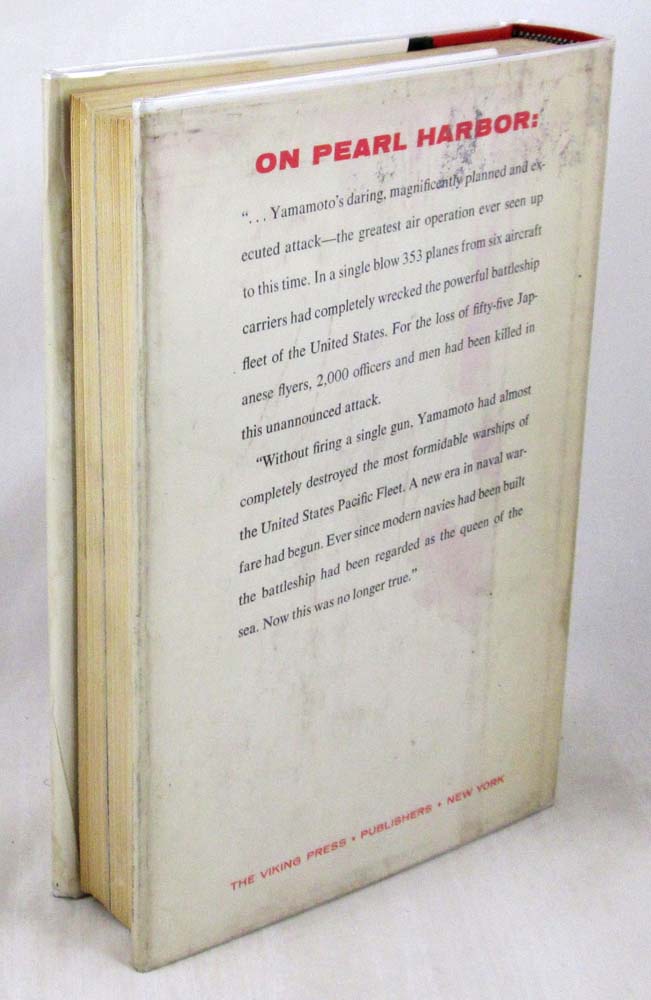 ON PEARL HARBOR:
“. . . Yamamoto’s daring, magnificently planned and ex-
ecuted attack—the greatest air operation ever seen up
to this time. In a single blow 353 planes from six aircraft
carriers had completely wrecked the powerful battleship
fleet of the United States. For the loss of fifty-five Jap-
anese flyers, 2,000 officers and men had been killed in
this unannounced attack.
“Without firing a single gun, Yamamoto had almost
completely destroyed the most formidable warships of
the United States Pacific Fleet. A new era in naval war-
fare had begun. Ever since modern navies had been built
the battleship had been regarded as the queen of the
sea. Now this was no longer true.”
THE VIKING PRESS • PUBLISHERS • NEW YORK